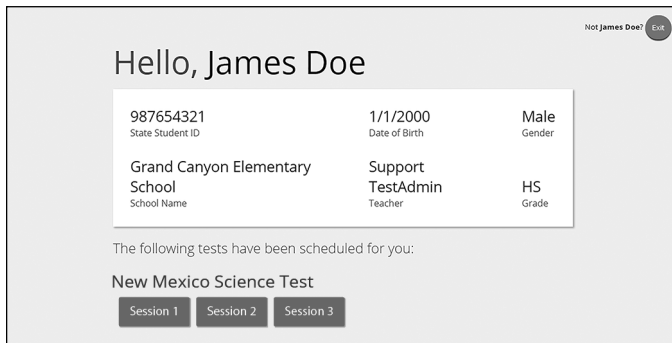 Not James Doe? Exit
Hello, James Doe
987654321 1/1/2000 Male
State Student ID Date of Birth Gender
Grand Canyon Elementary Support
School TestAdmin HS
School Name Teacher Grade
The following tests have been scheduled for you:
New Mexico Science Test
Session 1 Session 2 Session 3